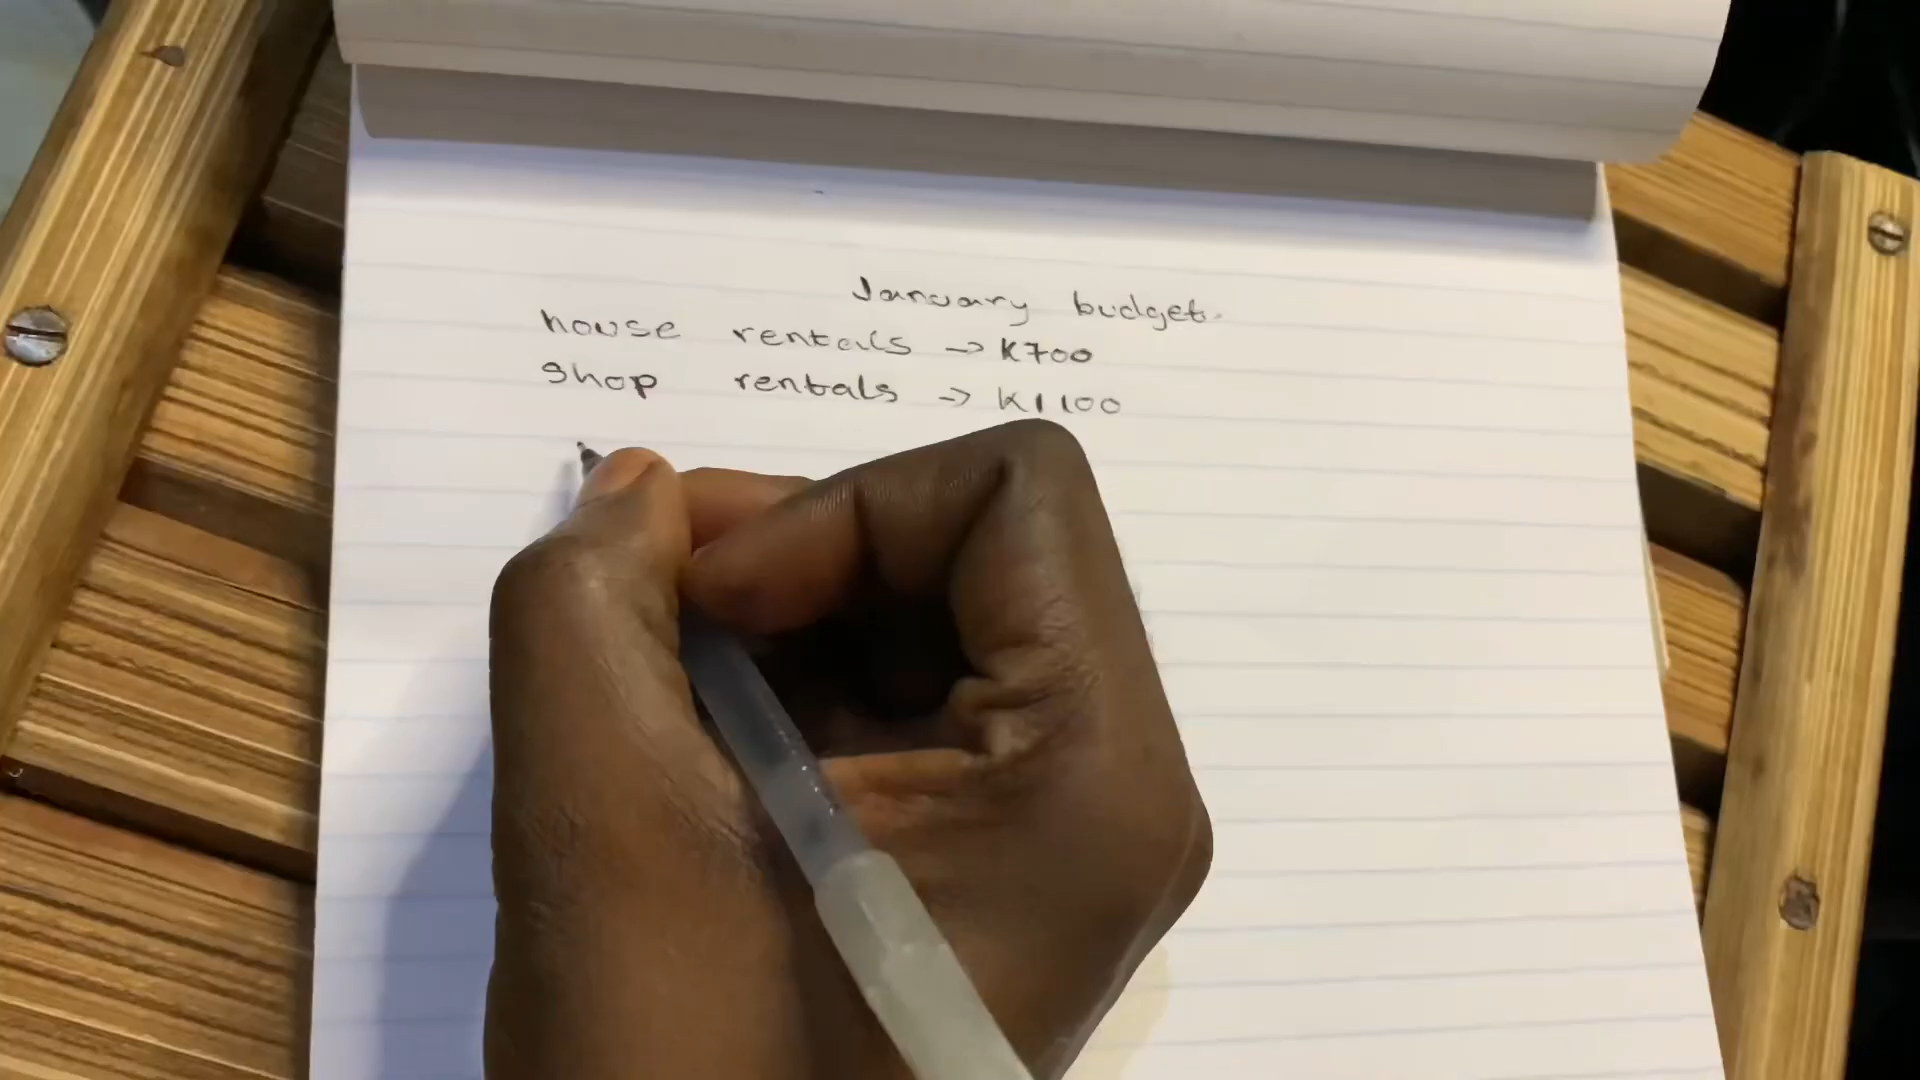 January budget.
house rentals → K700
shop rentals → K1100